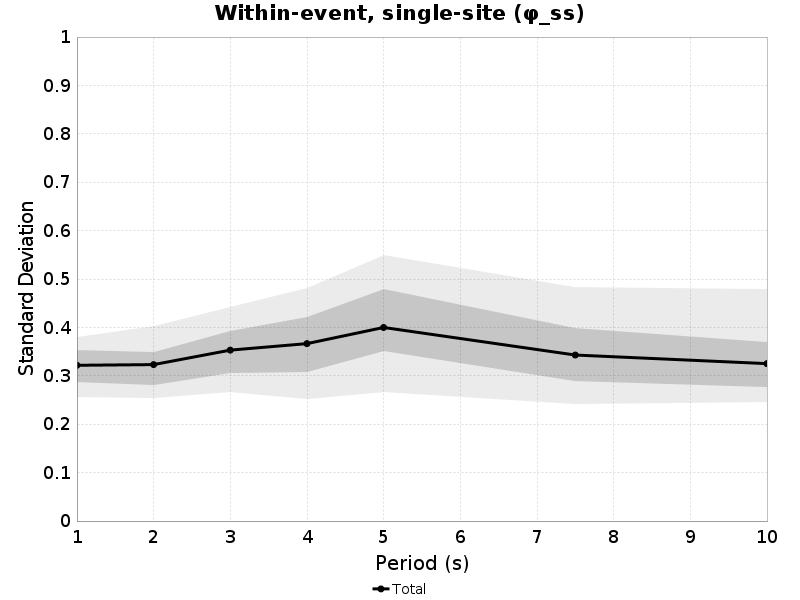 Within-event, single-site (φ_ss)
1
0.9
0.8
0.7
0.6
0.5
0.4
0.3
0.2
0.1
0
Standard Deviation
1 2 3 4 5 6 7 8 9 10
Period (s)
Total